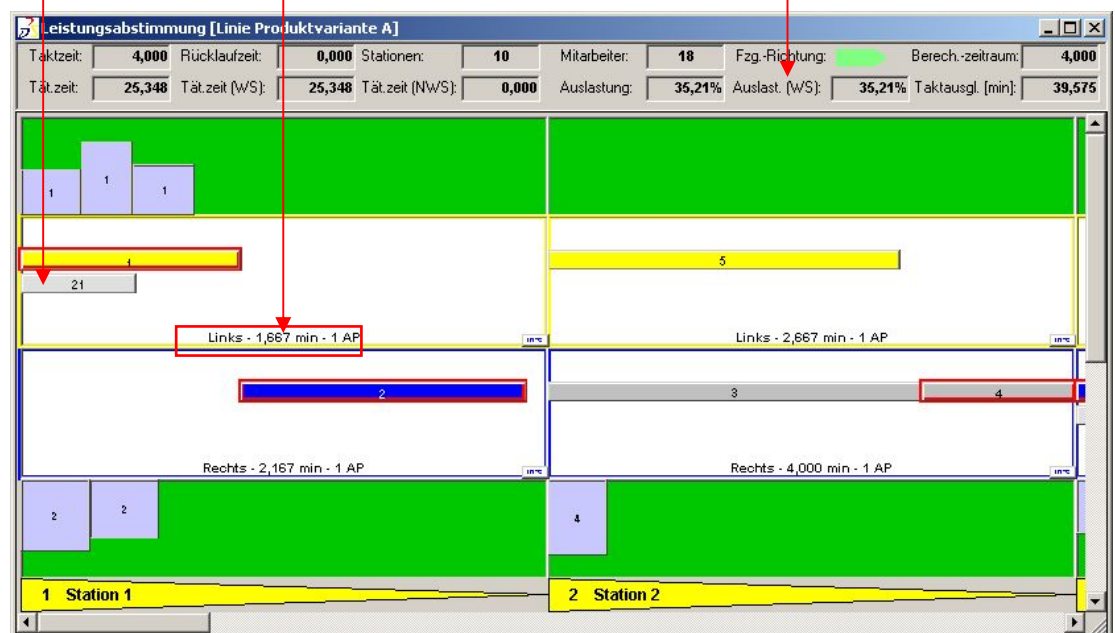 Leistungsabstimmung [Linie Produktvariante A]
Taktzeit: 4,000 Rücklaufzeit: 0,000 Stationen: 10 Mitarbeiter: 18 Fzg.-Richtung: Berech.-zeitraum: 4,000
Tät.zeit: 25,348 Tät.zeit (WS): 25,348 Tät.zeit (NWS): 0,000 Auslastung: 35,21% Auslast. (WS): 35,21% Taktausgl. [min]: 39,575
1 1 1
1 5
21
Links - 1,667 min - 1 AP Links - 2,667 min - 1 AP
2 3 4
Rechts - 2,167 min - 1 AP Rechts - 4,000 min - 1 AP
2 2 4
1 Station 1 2 Station 2